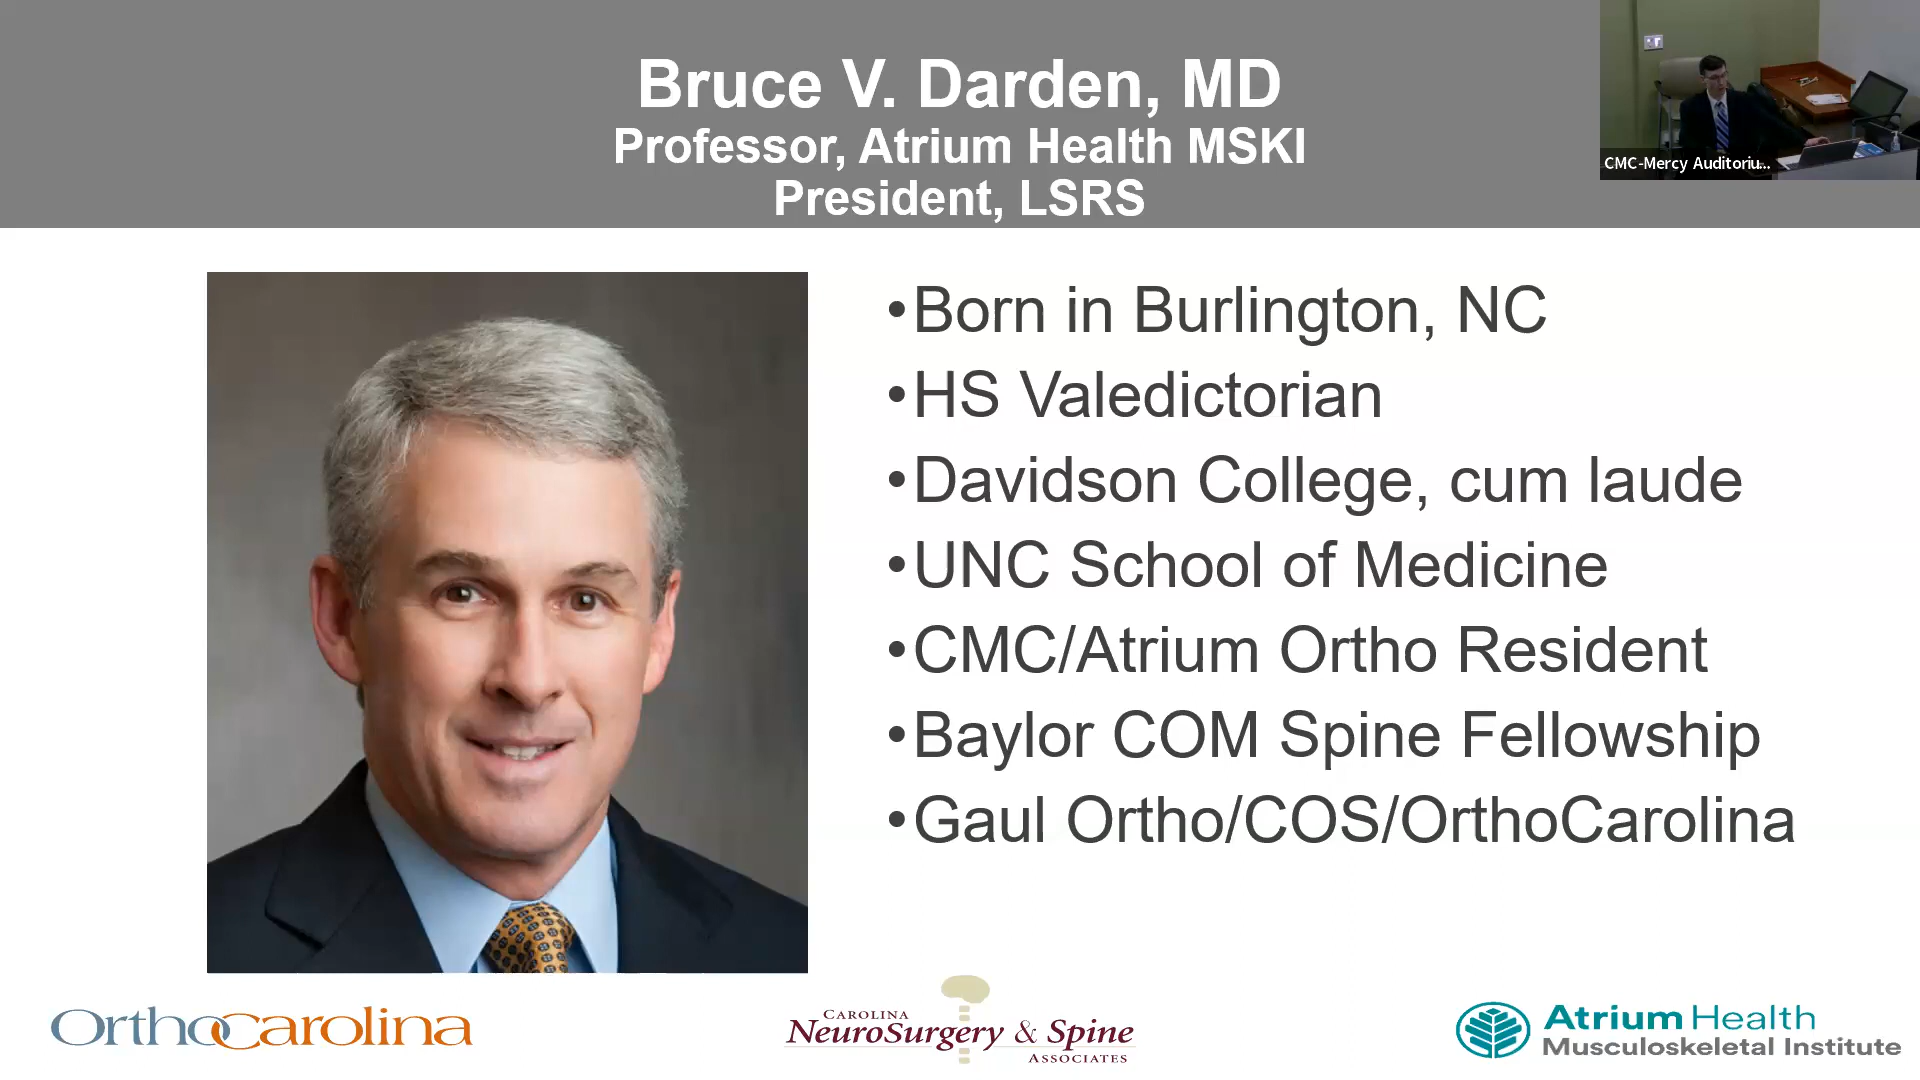 Bruce V. Darden, MD
Professor, Atrium Health MSKI
President, LSRS
CMC-Mercy Auditoriu...
•Born in Burlington, NC
•HS Valedictorian
•Davidson College, cum laude
•UNC School of Medicine
•CMC/Atrium Ortho Resident
•Baylor COM Spine Fellowship
•Gaul Ortho/COS/OrthoCarolina
OrthoCarolina
CAROLINA
NEUROSURGERY & SPINE
ASSOCIATES
Atrium Health
Musculoskeletal Institute